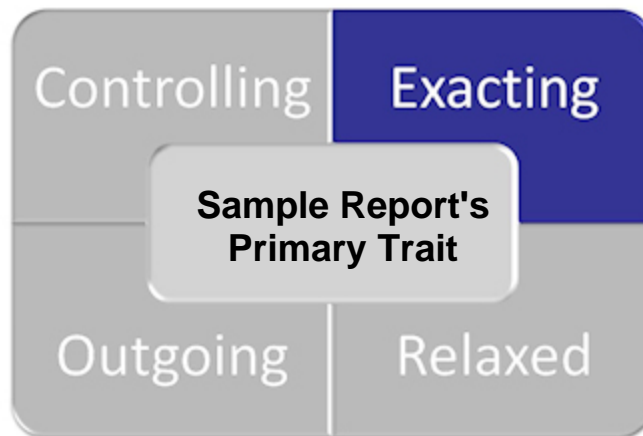 Controlling Exacting
Sample Report's
Primary Trait
Outgoing Relaxed